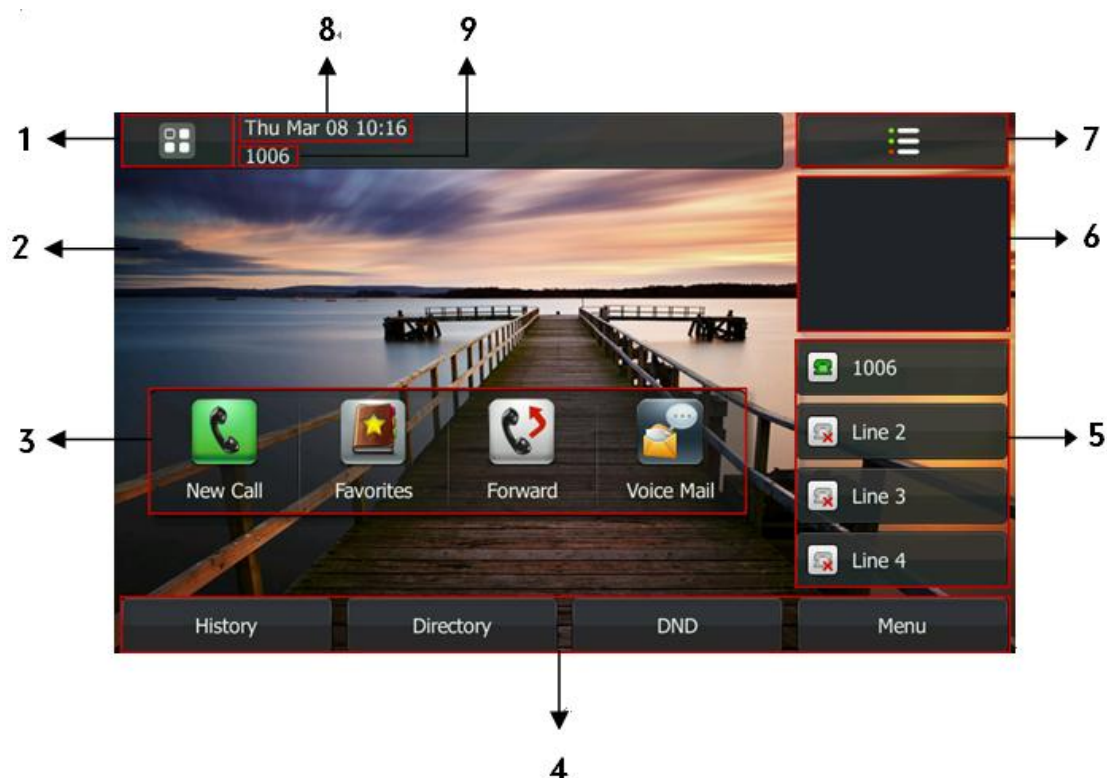 8
9
1
Thu Mar 08 10:16
1006
7
2
6
3
New Call
Favorites
Forward
Voice Mail
1006
Line 2
Line 3
Line 4
5
History
Directory
DND
Menu
4